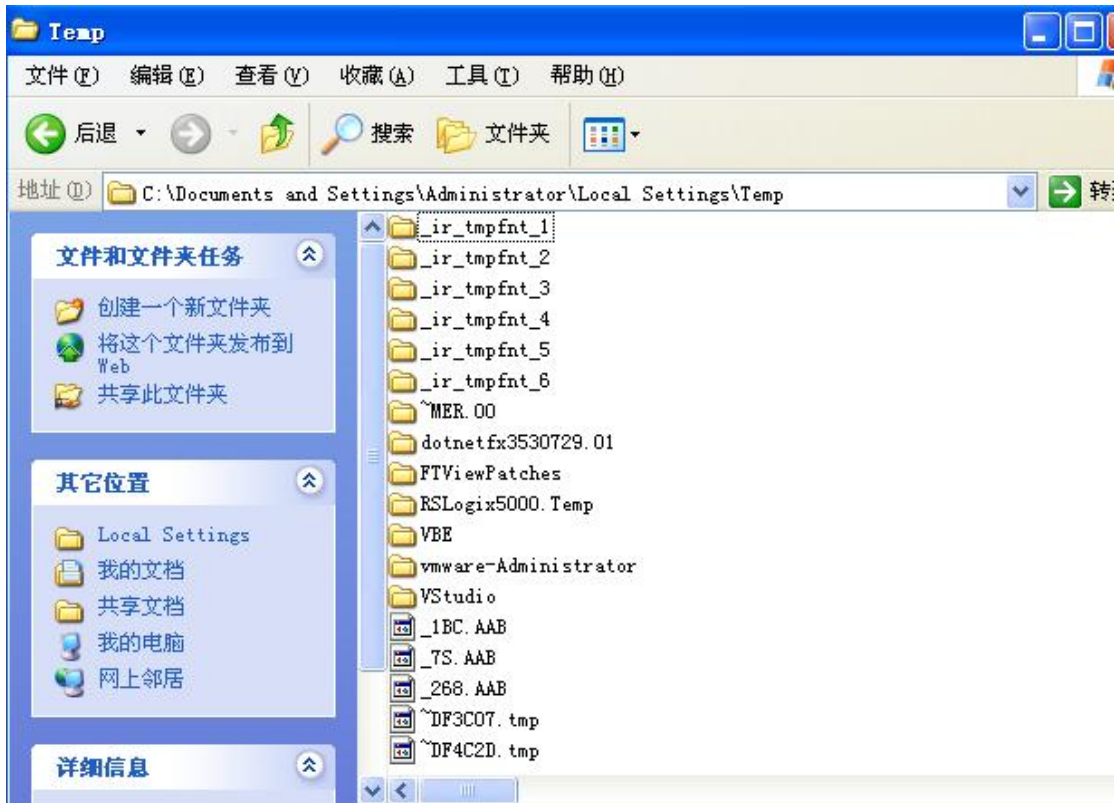 Temp
文件(F) 编辑(E) 查看(V) 收藏(A) 工具(T) 帮助(H)
后退 搜索 文件夹
地址(D) C:\Documents and Settings\Administrator\Local Settings\Temp 转到
文件和文件夹任务
创建一个新文件夹
将这个文件夹发布到
Web
共享此文件夹
其它位置
Local Settings
我的文档
共享文档
我的电脑
网上邻居
详细信息
_ir_tmpfnt_1
_ir_tmpfnt_2
_ir_tmpfnt_3
_ir_tmpfnt_4
_ir_tmpfnt_5
_ir_tmpfnt_6
~MER.00
dotnetfx3530729.01
FTViewPatches
RSLogix5000.Temp
VBE
vmware-Administrator
VStudio
_1BC.AAB
_7S.AAB
_268.AAB
~DF3C07.tmp
~DF4C2D.tmp